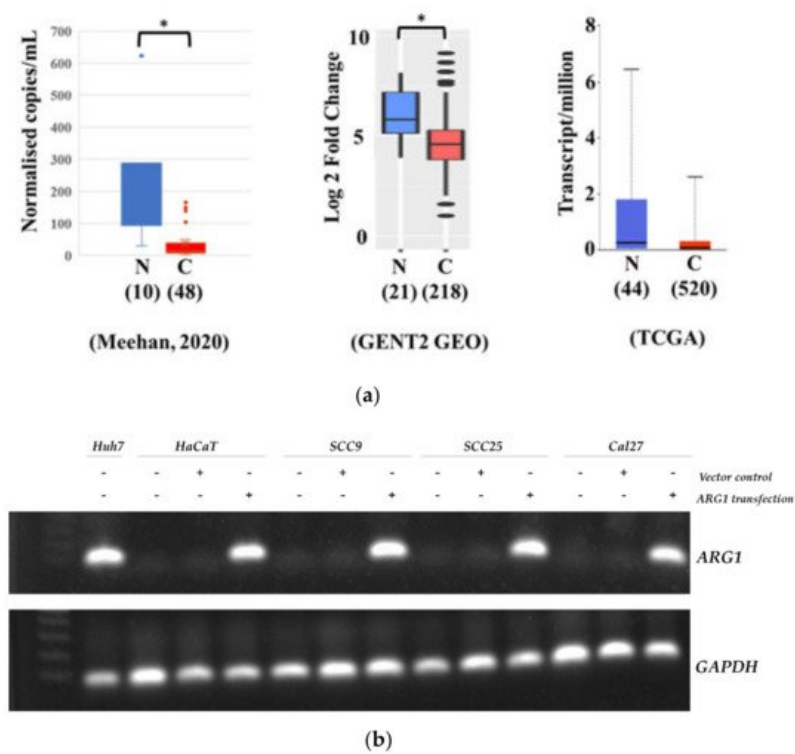 Normalised copies/mL
700
600
500
400
300
200
100
0
*
N C
(10) (48)
(Meehan, 2020)
Log 2 Fold Change
10
5
0
*
N C
(21) (218)
(GENT2 GEO)
Transcript/million
8
6
4
2
0
N C
(44) (520)
(TCGA)
(a)
Huh7 HaCaT SCC9 SCC25 Cal27
- - + - - + - - + - - + - Vector control
- - - + - - + - - + - - + ARG1 transfection
ARG1
GAPDH
(b)